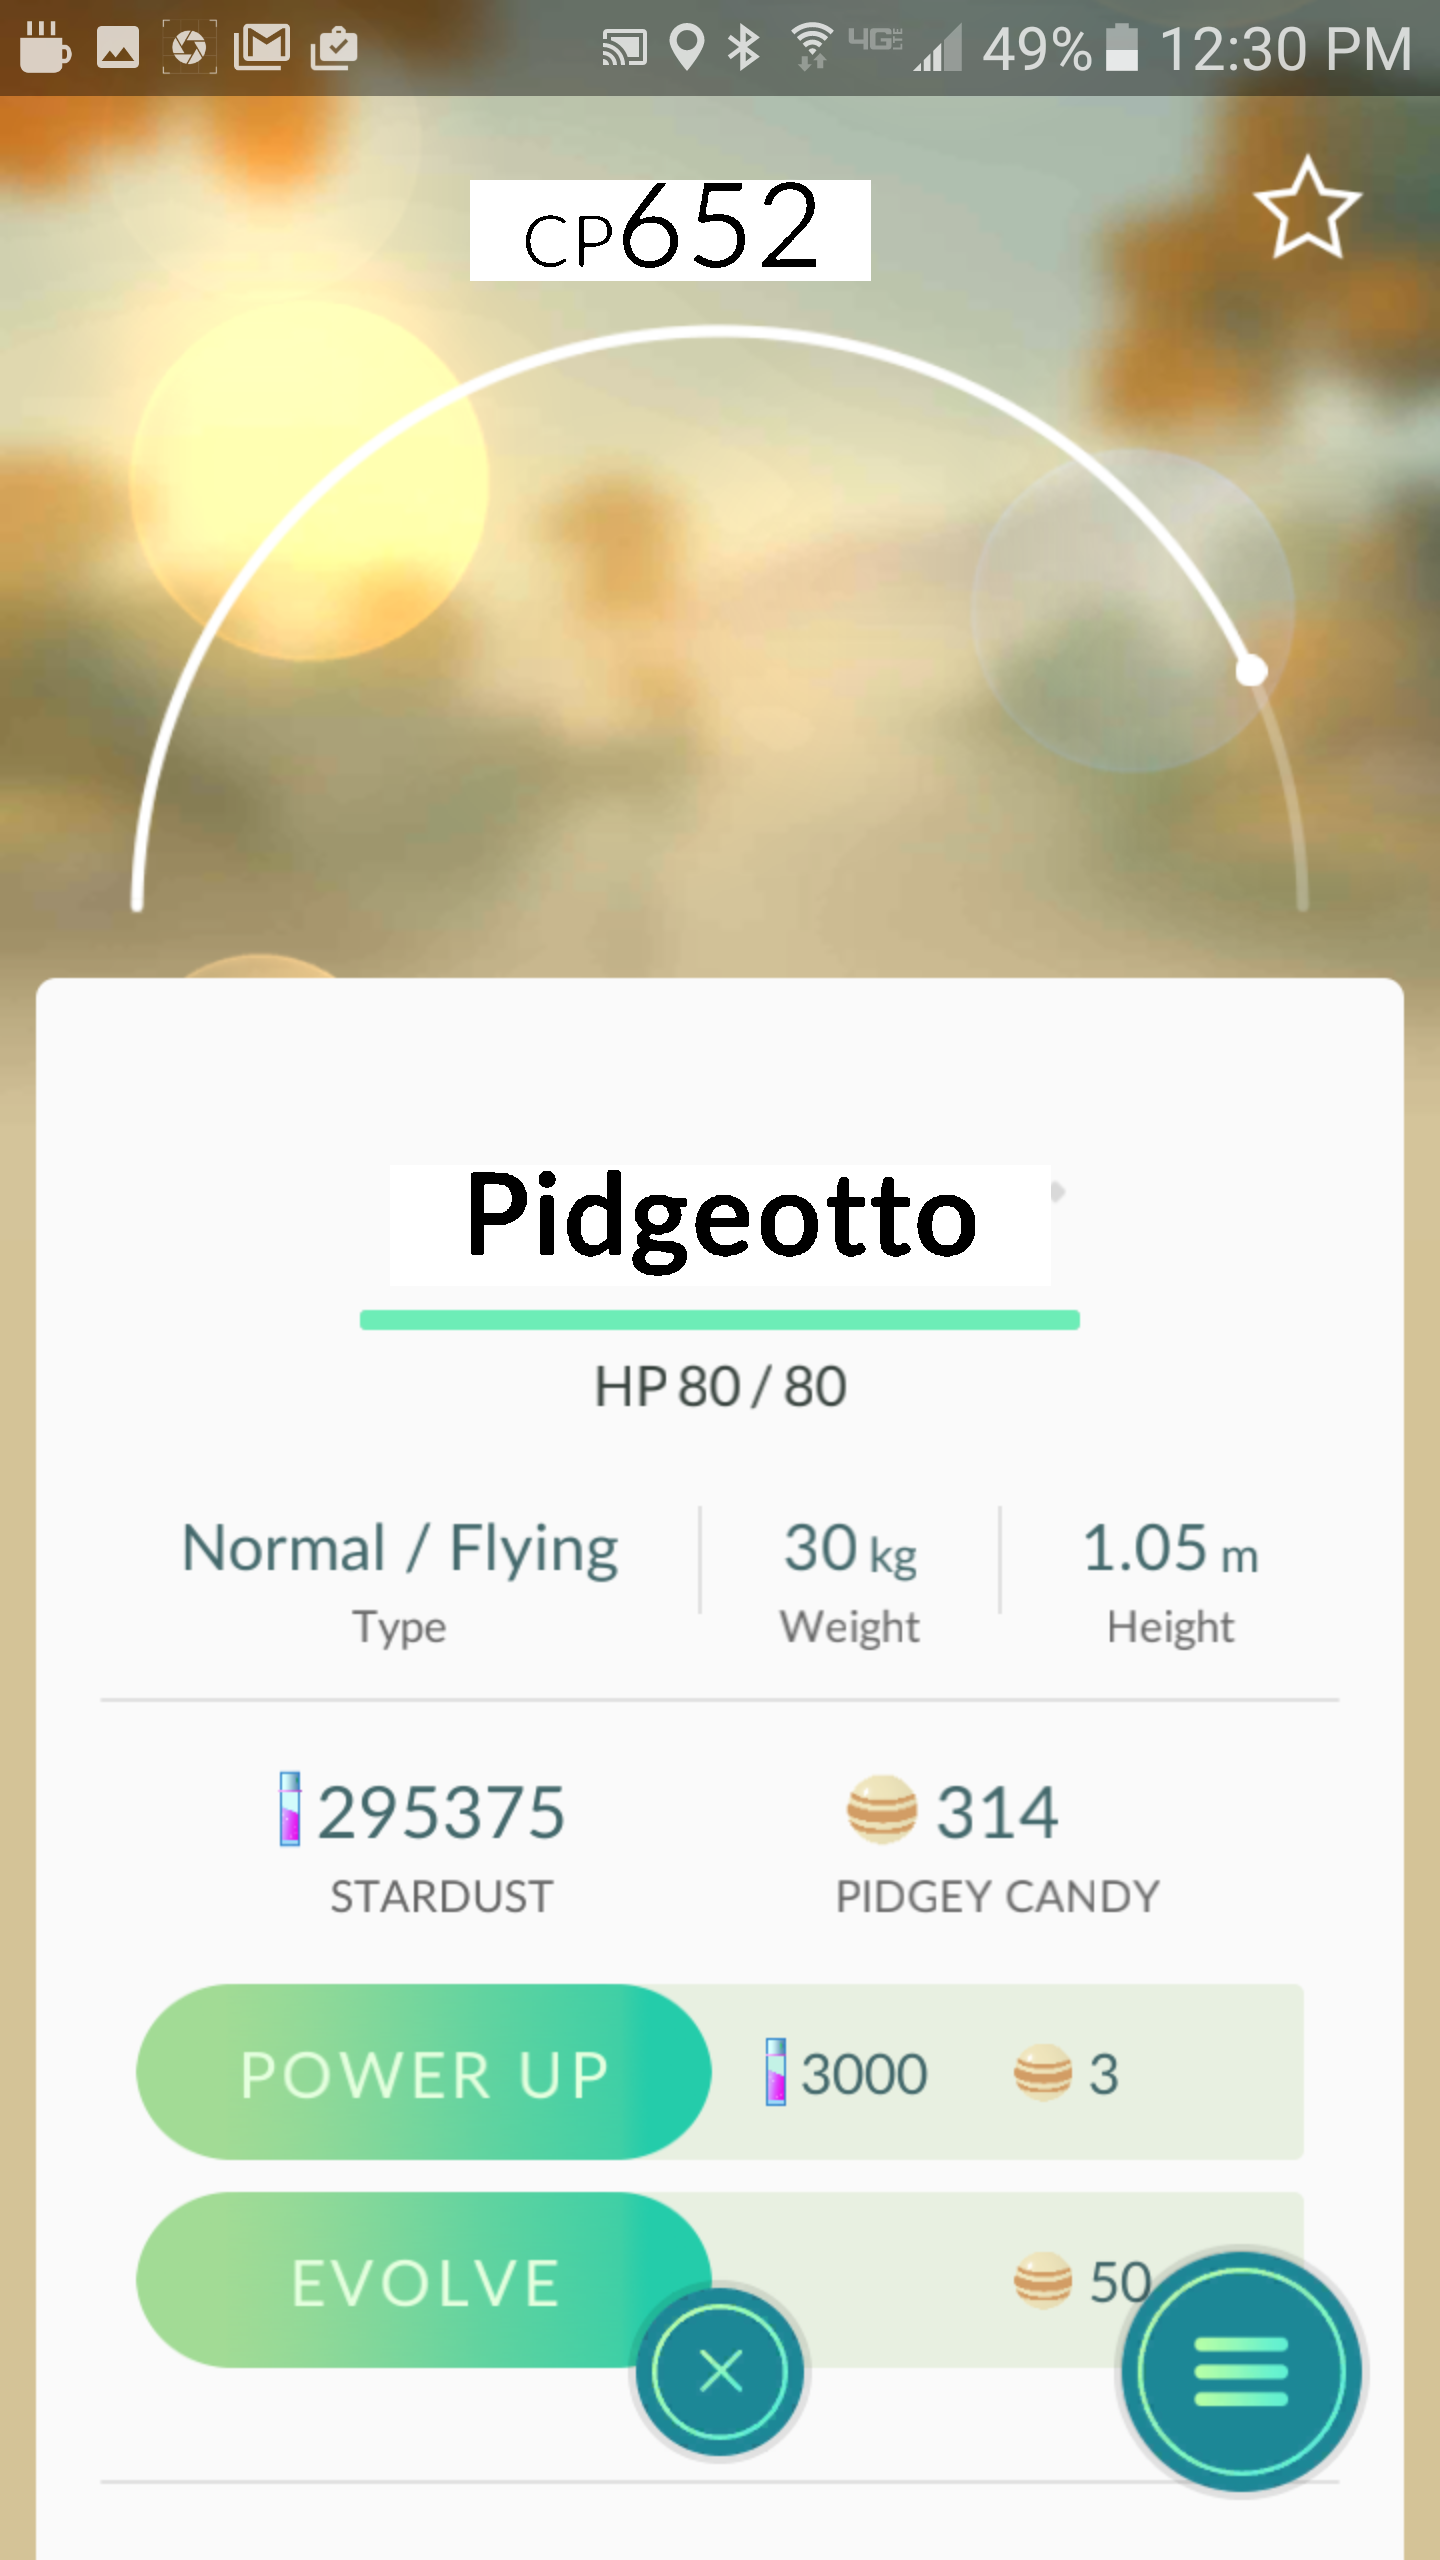 4G LTE 49% 12:30 PM
CP652
Pidgeotto
HP 80 / 80
Normal / Flying
Type
30 kg
Weight
1.05 m
Height
295375
STARDUST
314
PIDGEY CANDY
POWER UP 3000 3
EVOLVE 50